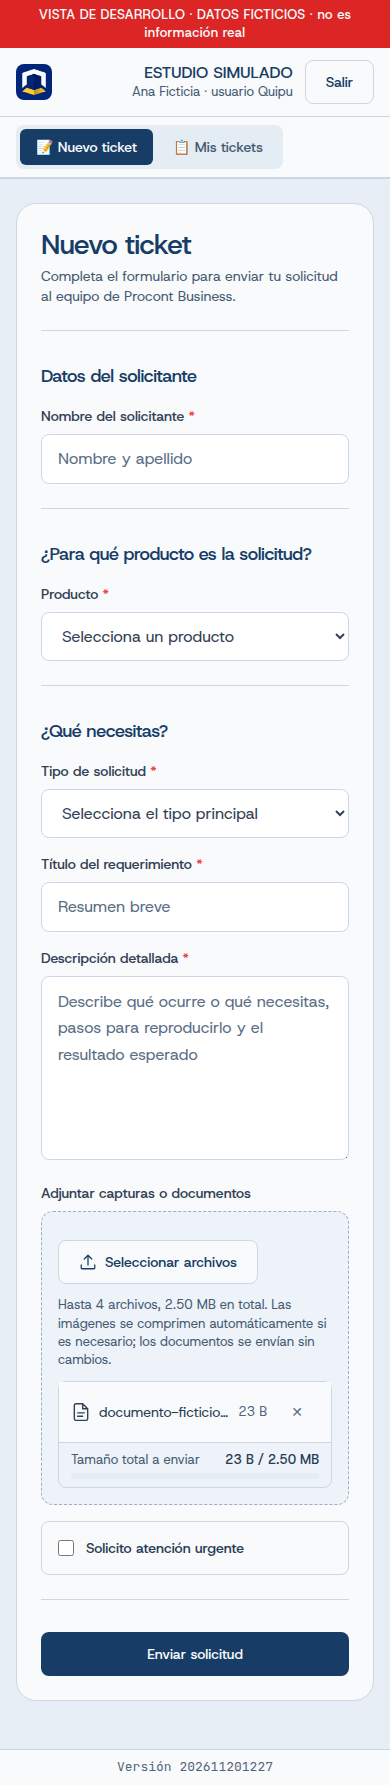 VISTA DE DESARROLLO · DATOS FICTICIOS · no es
información real
ESTUDIO SIMULADO
Ana Ficticia · usuario Quipu
Salir
📝 Nuevo ticket
📋 Mis tickets
Nuevo ticket
Completa el formulario para enviar tu solicitud
al equipo de Procont Business.
Datos del solicitante
Nombre del solicitante *
Nombre y apellido
¿Para qué producto es la solicitud?
Producto *
Selecciona un producto
¿Qué necesitas?
Tipo de solicitud *
Selecciona el tipo principal
Título del requerimiento *
Resumen breve
Descripción detallada *
Describe qué ocurre o qué necesitas,
pasos para reproducirlo y el
resultado esperado
Adjuntar capturas o documentos
Seleccionar archivos
Hasta 4 archivos, 2.50 MB en total. Las
imágenes se comprimen automáticamente si
es necesario; los documentos se envían sin
cambios.
documento-ficticio... 23 B ×
Tamaño total a enviar 23 B / 2.50 MB
Solicito atención urgente
Enviar solicitud
Versión 202611201227